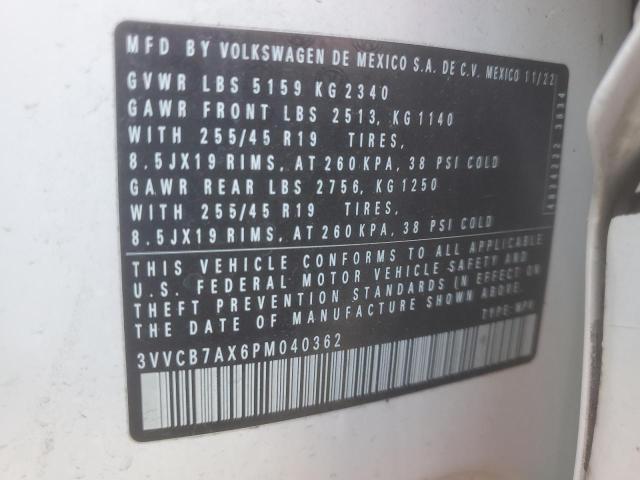 MFD BY VOLKSWAGEN DE MEXICO S.A. DE C.V. MEXICO 11/22
GVWR LBS 5159 KG 2340
GAWR FRONT LBS 2513, KG 1140
WITH 255/45 R19 TIRES,
8.5JX19 RIMS, AT 260 KPA, 38 PSI COLD
GAWR REAR LBS 2756, KG 1250
WITH 255/45 R19 TIRES,
8.5JX19 RIMS, AT 260 KPA, 38 PSI COLD
THIS VEHICLE CONFORMS TO ALL APPLICABLE
U.S. FEDERAL MOTOR VEHICLE SAFETY AND
THEFT PREVENTION STANDARDS IN EFFECT ON
THE DATE OF MANUFACTURE SHOWN ABOVE.
TYPE: MPV
3VVCB7AX6PM040362